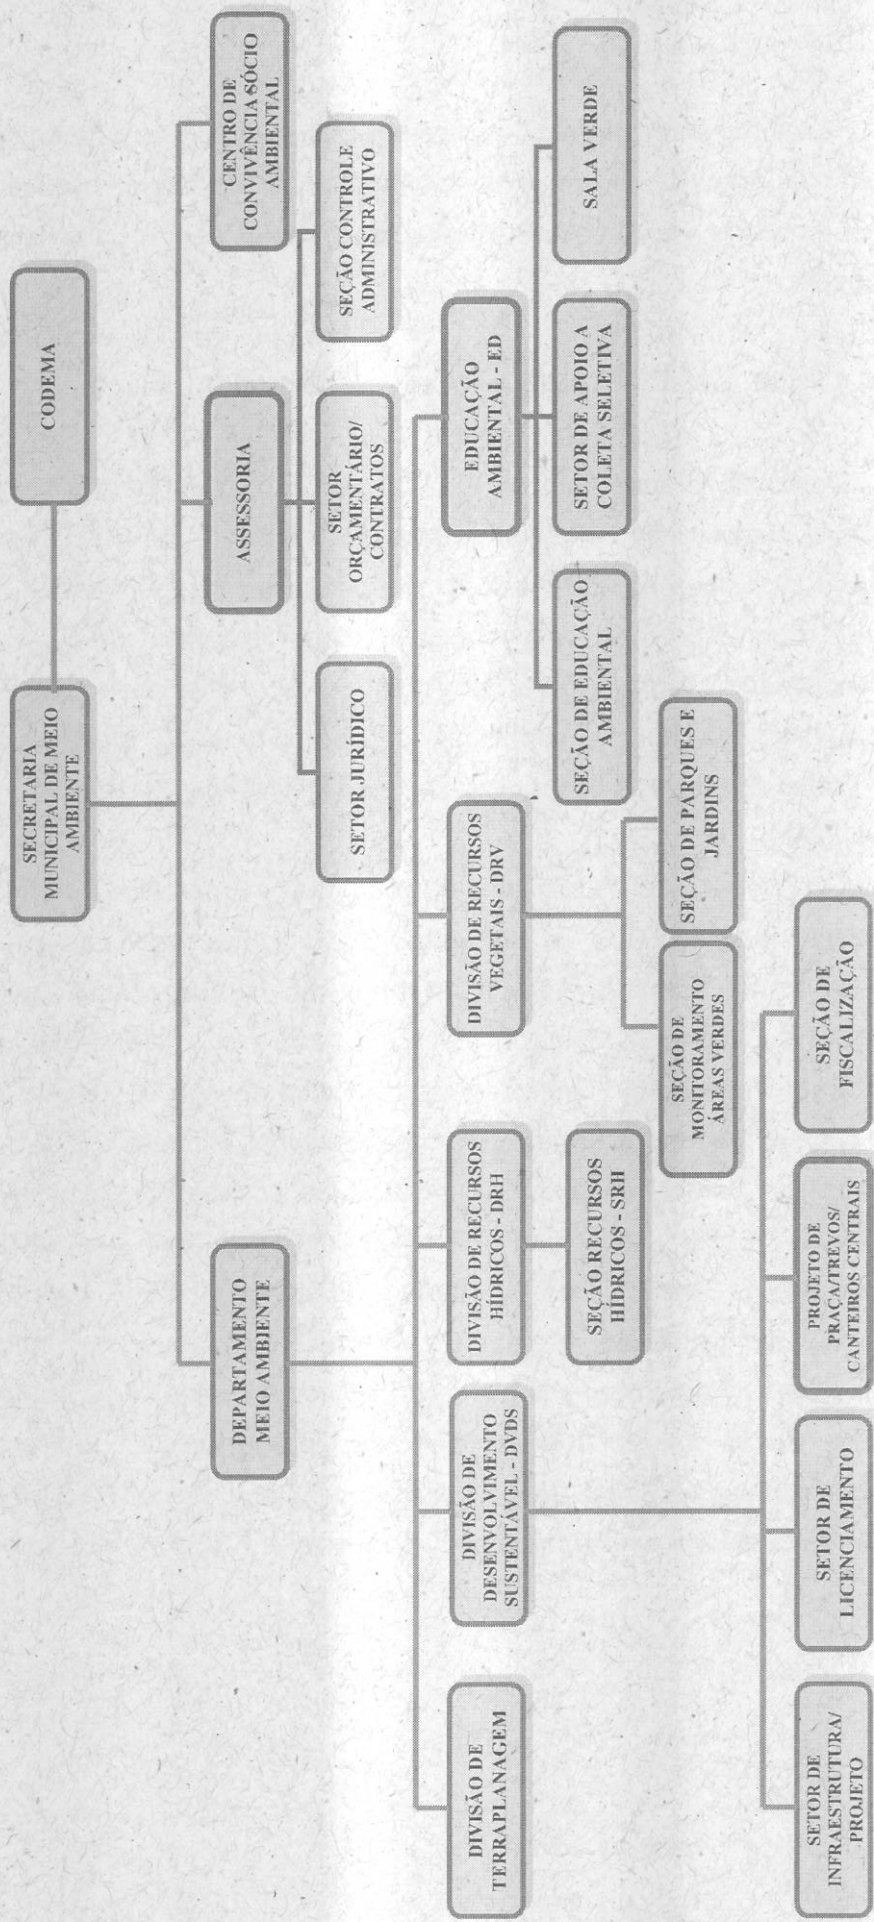 SECRETARIA
MUNICIPAL DE MEIO
AMBIENTE
CODEMA
DEPARTAMENTO
MEIO AMBIENTE
ASSESSORIA
CENTRO DE
CONVIVÊNCIA SÓCIO
AMBIENTAL
SETOR JURÍDICO
SETOR
ORÇAMENTÁRIO/
CONTRATOS
SEÇÃO CONTROLE
ADMINISTRATIVO
DIVISÃO DE
TERRAPLANAGEM
DIVISÃO DE
DESENVOLVIMENTO
SUSTENTÁVEL - DVDS
DIVISÃO DE RECURSOS
HÍDRICOS - DRH
DIVISÃO DE RECURSOS
VEGETAIS - DRV
EDUCAÇÃO
AMBIENTAL - ED
SEÇÃO RECURSOS
HÍDRICOS - SRH
SEÇÃO DE EDUCAÇÃO
AMBIENTAL
SETOR DE APOIO A
COLETA SELETIVA
SALA VERDE
SEÇÃO DE
MONITORAMENTO
ÁREAS VERDES
SEÇÃO DE PARQUES E
JARDINS
SETOR DE
INFRAESTRUTURA/
PROJETO
SETOR DE
LICENCIAMENTO
PROJETO DE
PRAÇA/TREVOS/
CANTEIROS CENTRAIS
SEÇÃO DE
FISCALIZAÇÃO